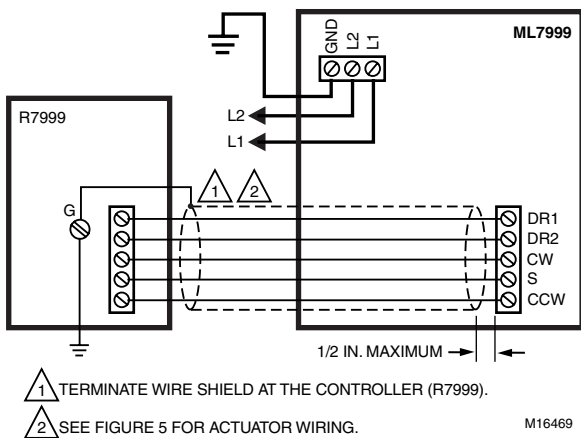 ML7999
GND
L2
L1
L2
L1
R7999
1
2
G
DR1
DR2
CW
S
CCW
1/2 IN. MAXIMUM
1 TERMINATE WIRE SHIELD AT THE CONTROLLER (R7999).
2 SEE FIGURE 5 FOR ACTUATOR WIRING.
M16469